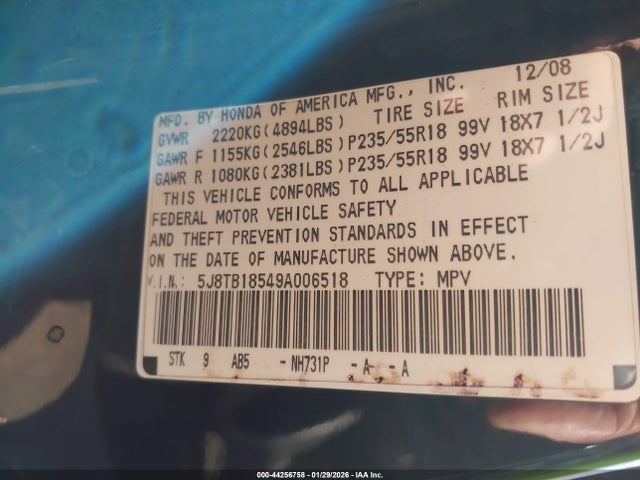 MFD. BY HONDA OF AMERICA MFG., INC. 12/08
GVWR 2220KG(4894LBS) TIRE SIZE RIM SIZE
GAWR F 1155KG(2546LBS)P235/55R18 99V 18X7 1/2J
GAWR R 1080KG(2381LBS)P235/55R18 99V 18X7 1/2J
THIS VEHICLE CONFORMS TO ALL APPLICABLE
FEDERAL MOTOR VEHICLE SAFETY
AND THEFT PREVENTION STANDARDS IN EFFECT
ON THE DATE OF MANUFACTURE SHOWN ABOVE.
V.I.N.: 5J8TB18549A006518 TYPE: MPV
STK 9 AB5 -NH731P -A- -A
000-44256758 - 01/29/2026 - IAA Inc.